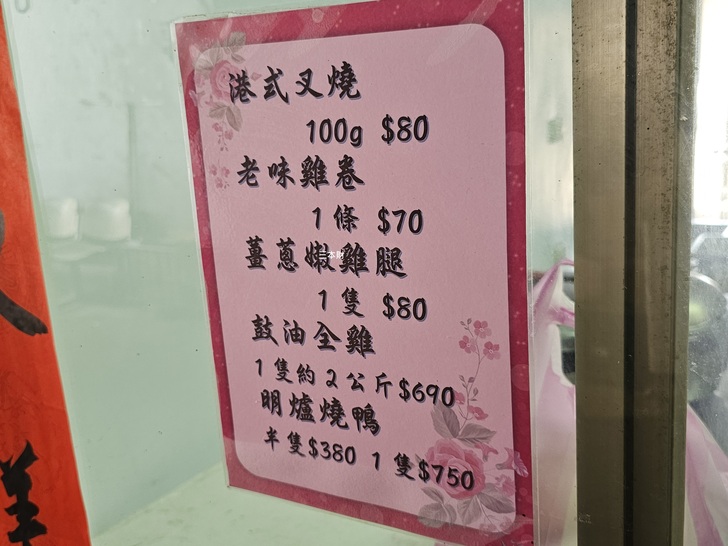 港式叉燒
100g $80
老味雞卷
1條 $70
薑蔥嫩雞腿
1隻 $80
鼓油全雞
1隻約2公斤$690
明爐燒鴨
半隻$380 1隻$750